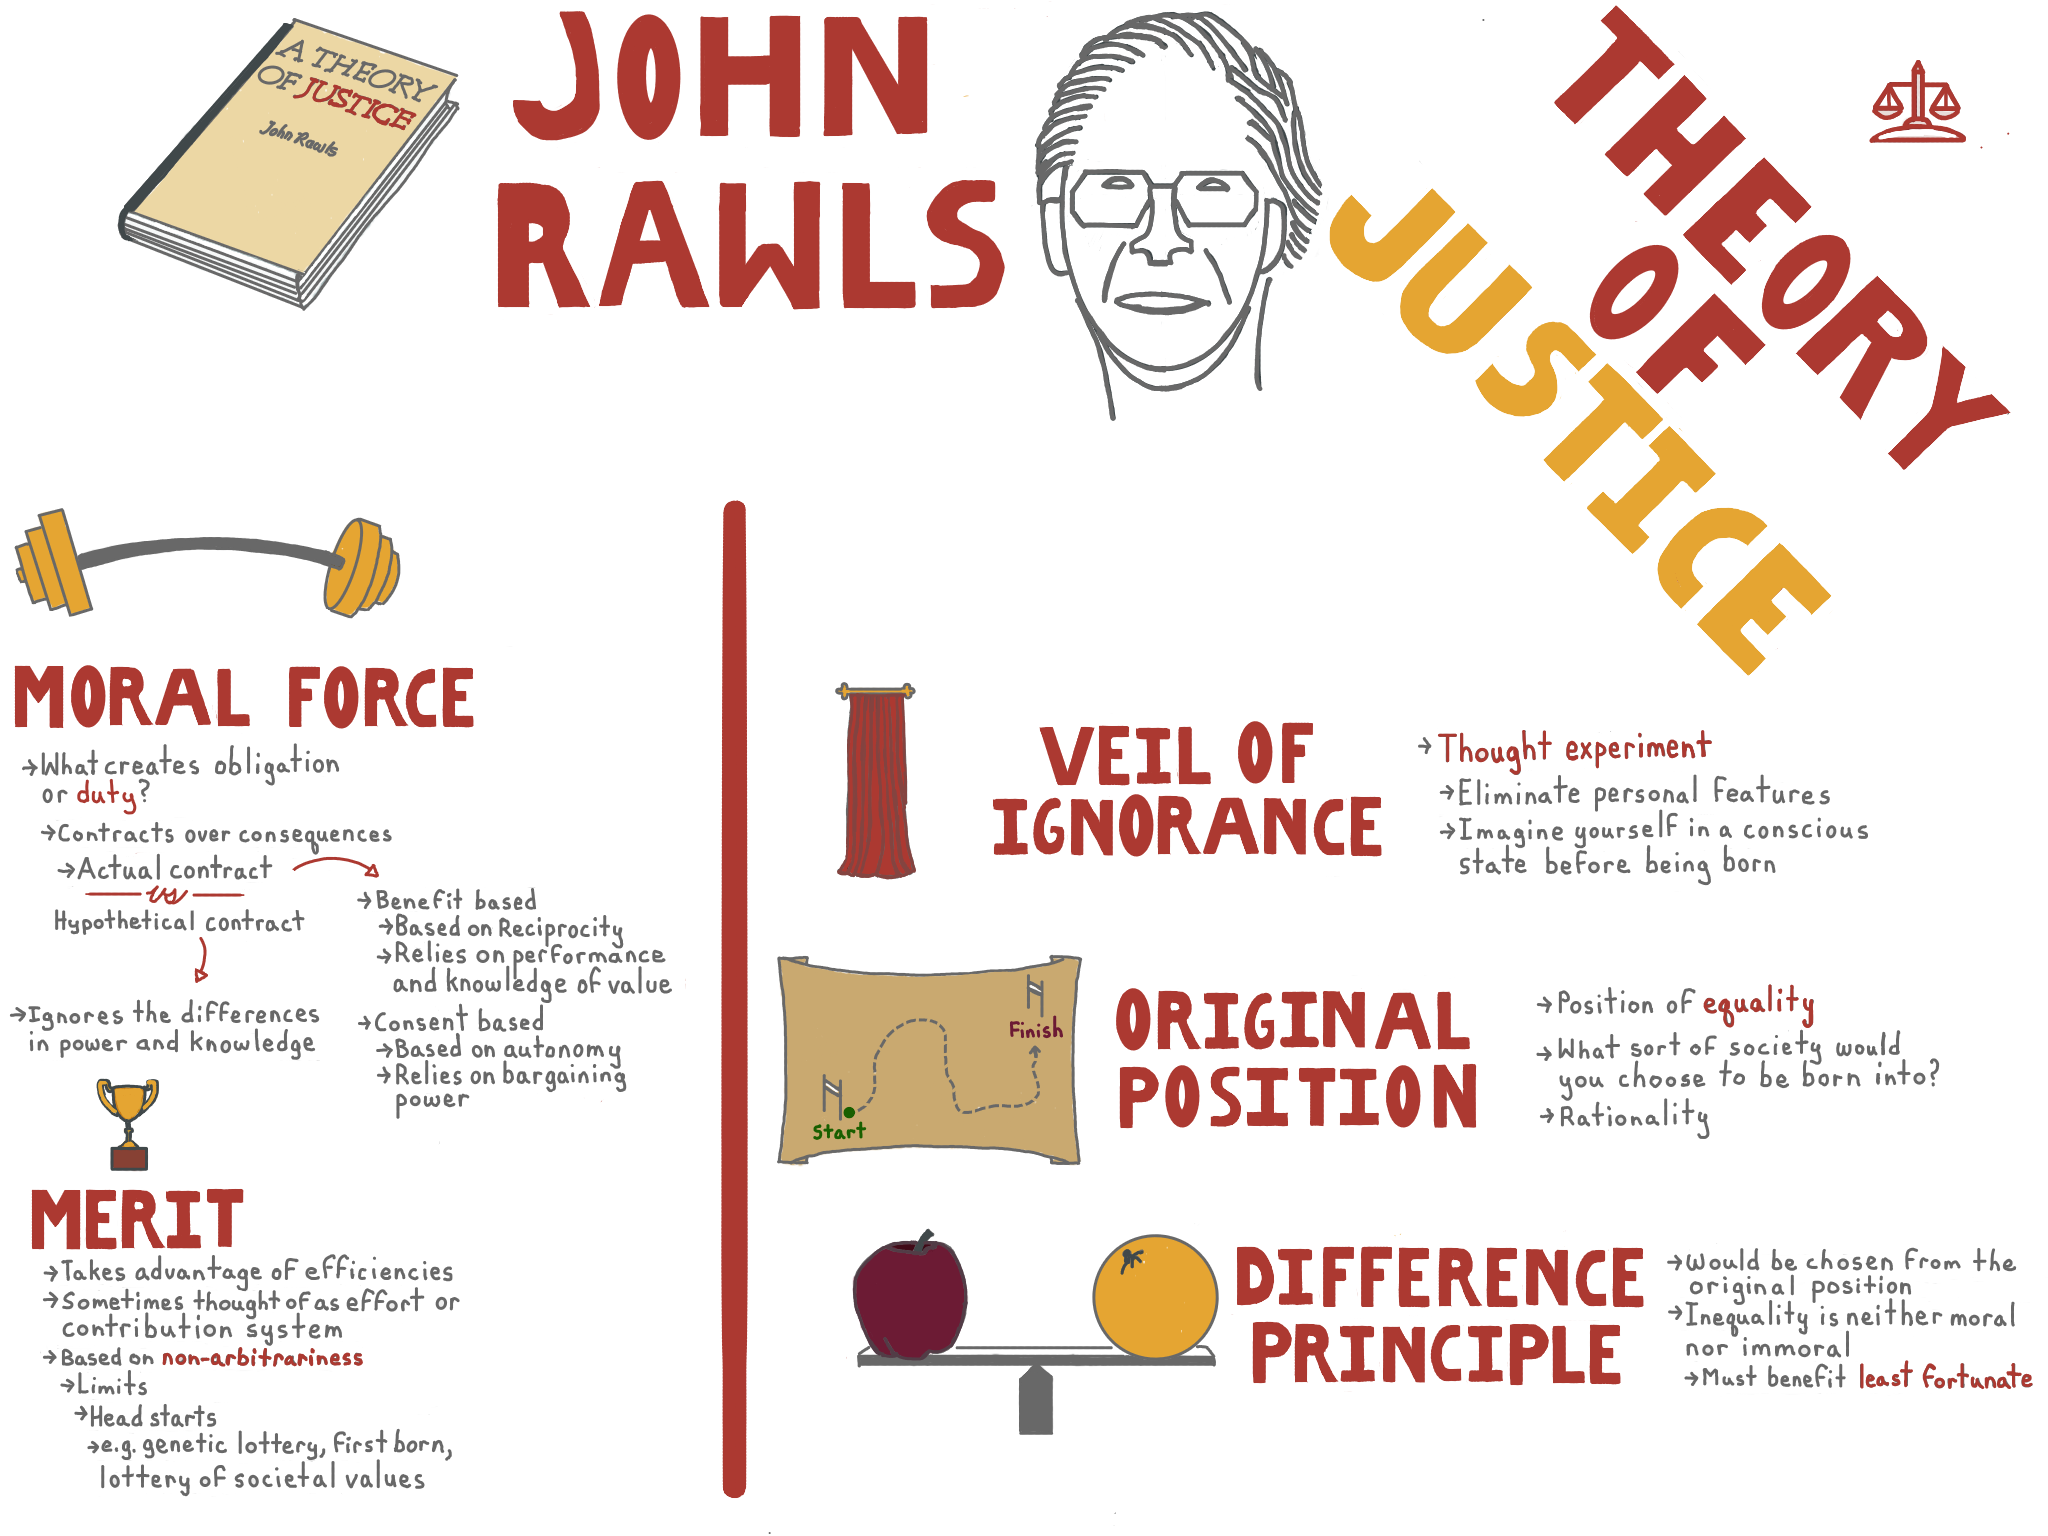 A THEORY
OF JUSTICE
John Rawls
JOHN
RAWLS
THEORY
OF
JUSTICE
MORAL FORCE
→What creates obligation
or duty?
→Contracts over consequences
→Actual contract
vs
Hypothetical contract
→Ignores the differences
in power and knowledge
→Benefit based
→Based on Reciprocity
→Relies on performance
and knowledge of value
→Consent based
→Based on autonomy
→Relies on bargaining
power
MERIT
→Takes advantage of efficiencies
→Sometimes thought of as effort or
contribution system
→Based on non-arbitrariness
→Limits
→Head starts
→e.g. genetic lottery, first born,
lottery of societal values
VEIL OF
IGNORANCE
→Thought experiment
→Eliminate personal features
→Imagine yourself in a conscious
state before being born
Finish
Start
ORIGINAL
POSITION
→Position of equality
→What sort of society would
you choose to be born into?
→Rationality
DIFFERENCE
PRINCIPLE
→Would be chosen from the
original position
→Inequality is neither moral
nor immoral
→Must benefit least fortunate